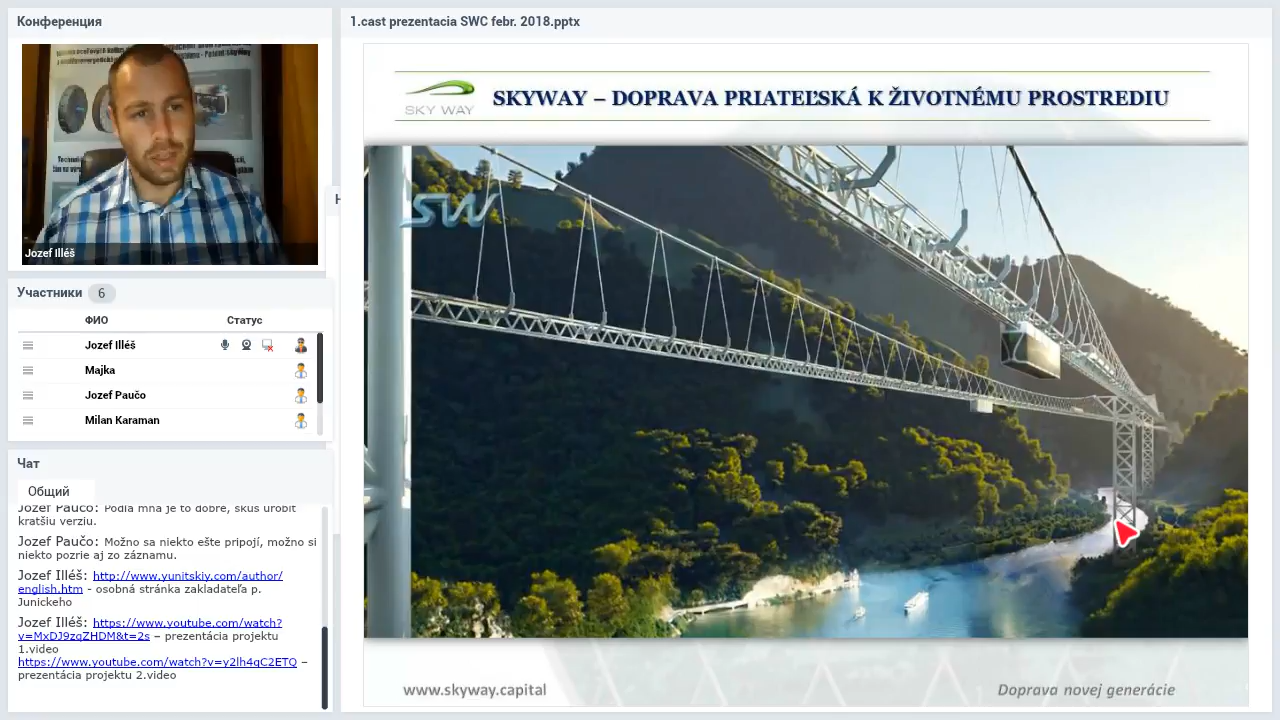 Конференция
Jozef Illéš
Участники 6
ФИО Статус
Jozef Illéš
Majka
Jozef Paučo
Milan Karaman
Чат
Общий
Jozef Paučo: Podľa mňa je to dobré, skús urobiť
kratšiu verziu.
Jozef Paučo: Možno sa niekto ešte pripojí, možno si
niekto pozrie aj zo záznamu.
Jozef Illéš: http://www.yunitskiy.com/author/
english.htm - osobná stránka zakladateľa p.
Junickeho
Jozef Illéš: https://www.youtube.com/watch?
v=MxDJ9zqZHDM&t=2s – prezentácia projektu
1.video
https://www.youtube.com/watch?v=y2lh4qC2ETQ –
prezentácia projektu 2.video
1.cast prezentacia SWC febr. 2018.pptx
SKY WAY
SKYWAY – DOPRAVA PRIATEĽSKÁ K ŽIVOTNÉMU PROSTREDIU
SW
www.skyway.capital
Doprava novej generácie